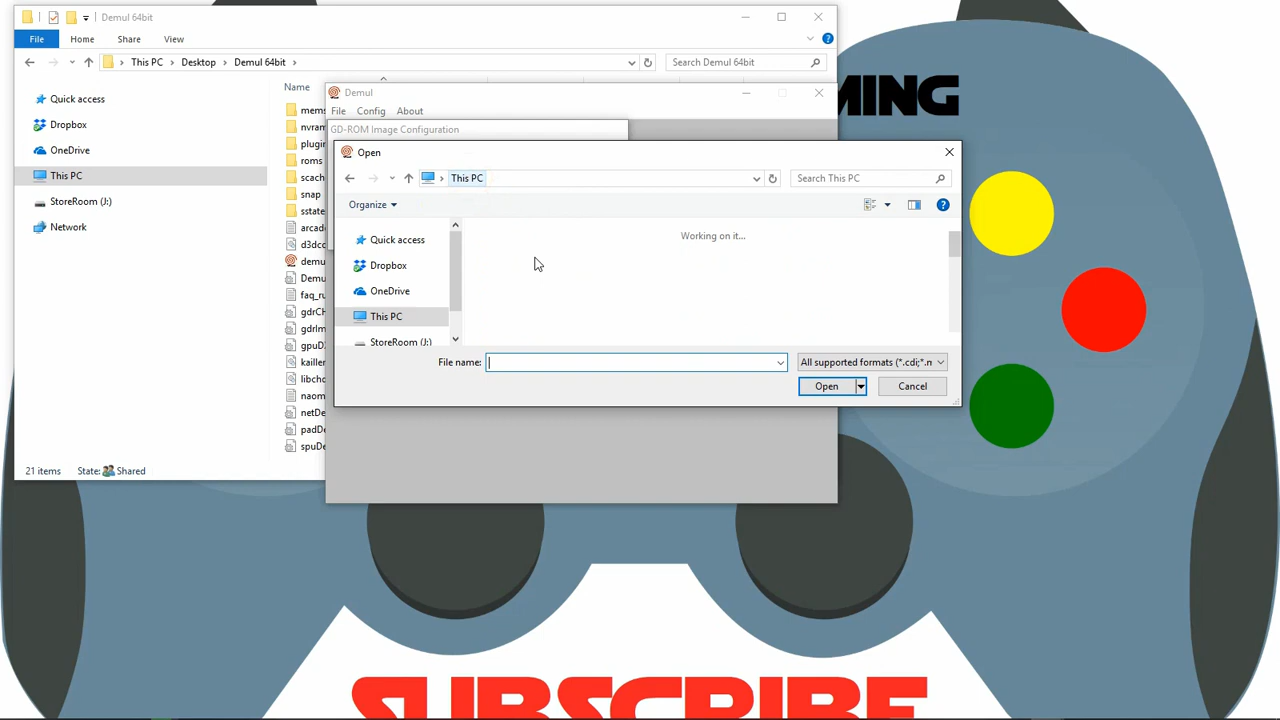 Demul 64bit
File Home Share View
This PC Desktop Demul 64bit
Search Demul 64bit
Quick access
Dropbox
OneDrive
This PC
StoreRoom (J:)
Network
Name
mems
nvram
plugin
roms
scach
snap
sstate
arcade
d3dco
demu
Demu
faq_ru
gdrCH
gdrIm
gpuD
kailler
libchd
naom
netDe
padDe
spuDe
21 items State: Shared
Demul
File Config About
GD-ROM Image Configuration
Open
This PC
Search This PC
Organize
Quick access
Dropbox
OneDrive
This PC
StoreRoom (J:)
Working on it...
File name:
All supported formats (*.cdi;*.n
Open
Cancel
MING
SUBSCRIBE